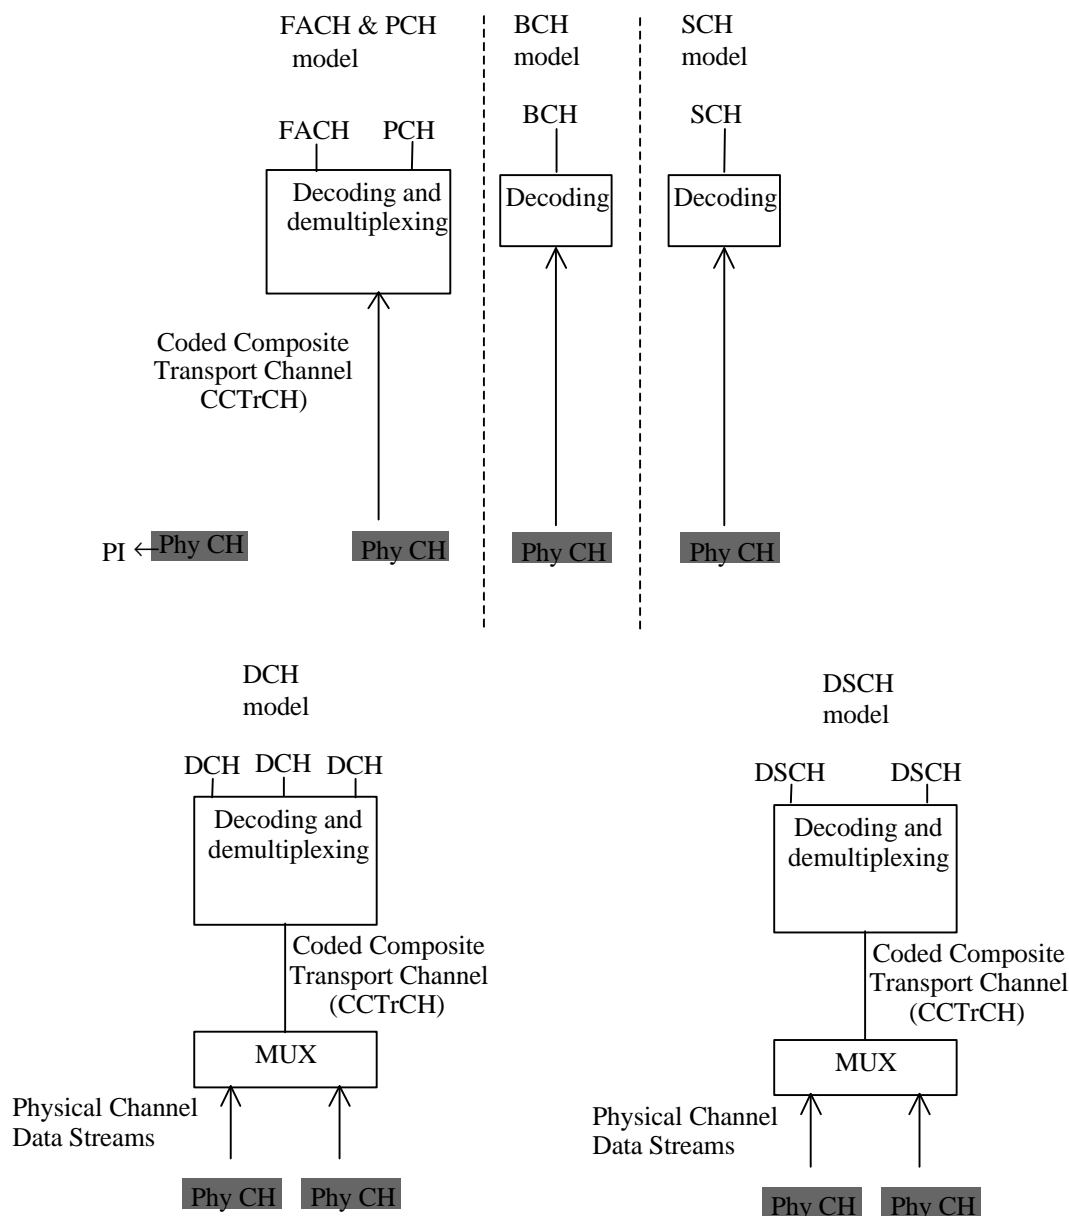 FACH & PCH
model
BCH
model
SCH
model
FACH
PCH
BCH
SCH
Decoding and
demultiplexing
Decoding
Decoding
Coded Composite
Transport Channel
CCTrCH)
PI
Phy CH
Phy CH
Phy CH
Phy CH
DCH
model
DSCH
model
DCH
DCH
DCH
DSCH
DSCH
Decoding and
demultiplexing
Decoding and
demultiplexing
Coded Composite
Transport Channel
(CCTrCH)
Coded Composite
Transport Channel
(CCTrCH)
MUX
MUX
Physical Channel
Data Streams
Physical Channel
Data Streams
Phy CH
Phy CH
Phy CH
Phy CH